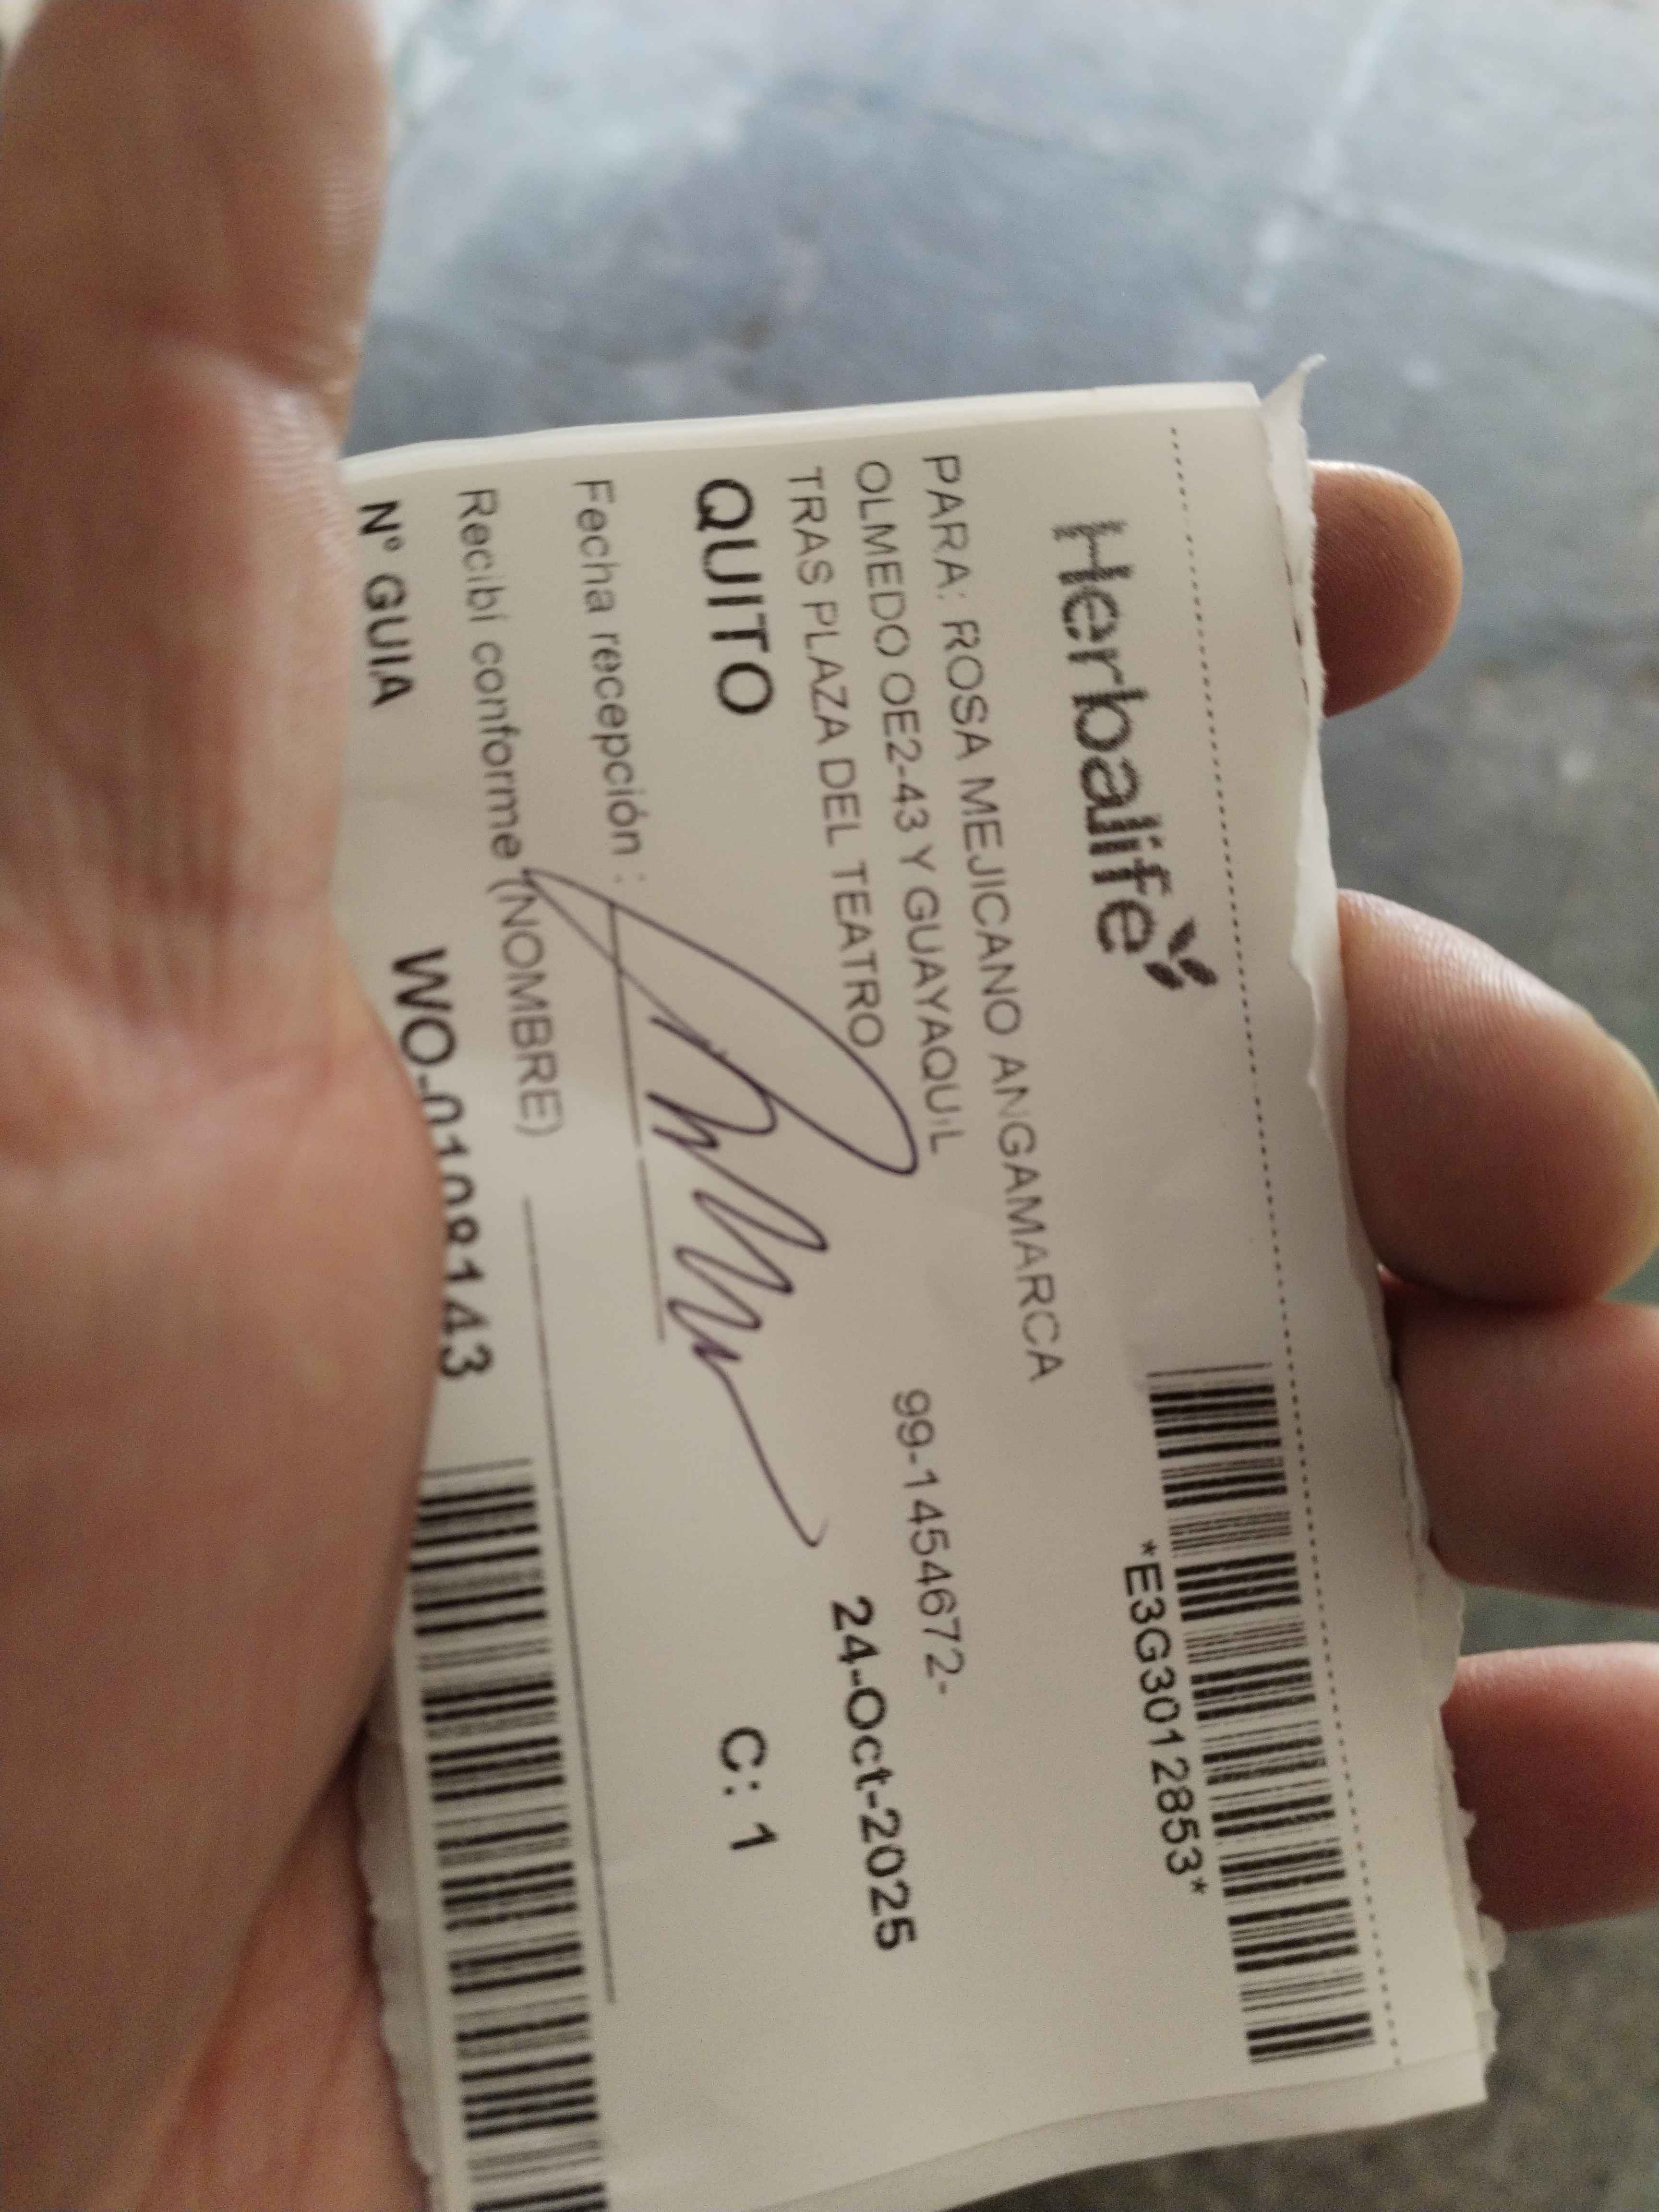 Herbalife
*E3G3012853*
PARA: ROSA MEJICANO ANGAMARCA
OLMEDO OE2-43 Y GUAYAQUIL
99-1454672-
TRAS PLAZA DEL TEATRO
24-Oct-2025
QUITO
C: 1
Fecha recepción :
Recibí conforme (NOMBRE)
Nº GUIA